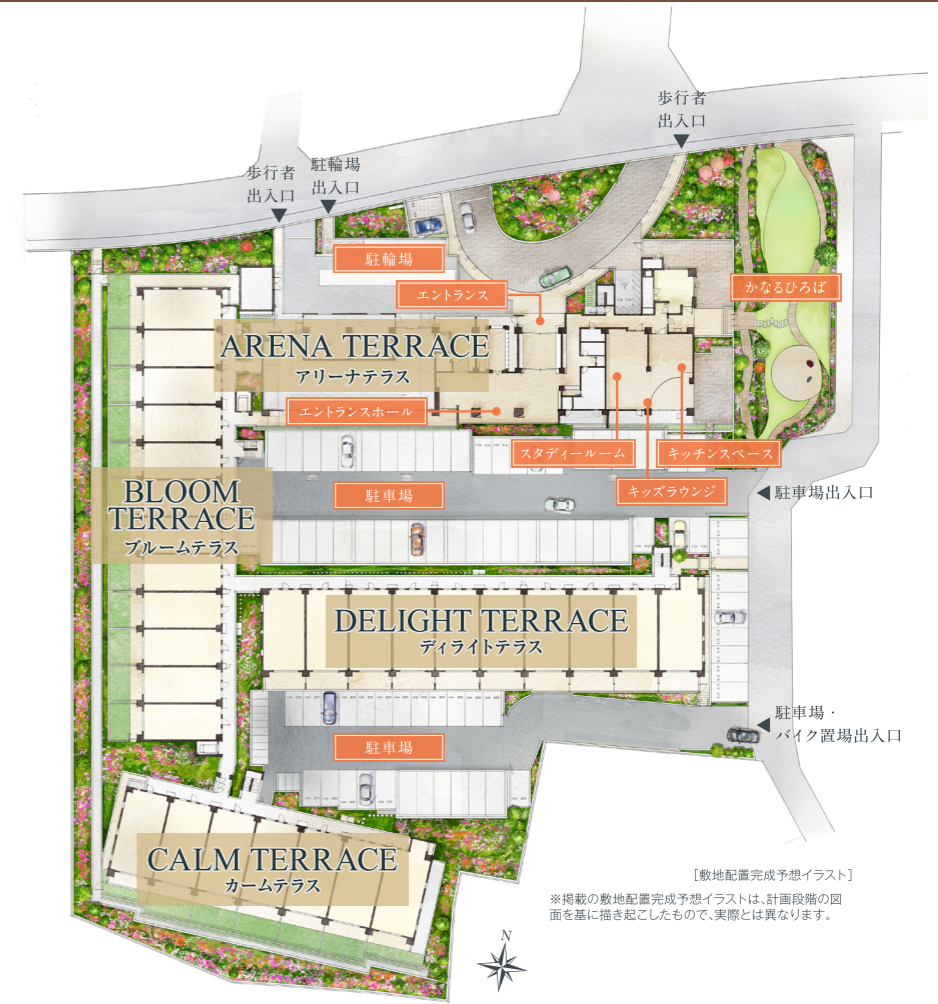 歩行者
出入口
歩行者
出入口
駐輪場
出入口
駐輪場
エントランス
かなるひろば
ARENA TERRACE
アリーナテラス
エントランスホール
スタディールーム
キッチンスペース
キッズラウンジ
BLOOM
TERRACE
ブルームテラス
駐車場
駐車場出入口
DELIGHT TERRACE
ディライトテラス
駐車場・
バイク置場出入口
駐車場
CALM TERRACE
カームテラス
[敷地配置完成予想イラスト]
※掲載の敷地配置完成予想イラストは、計画段階の図
面を基に描き起こしたもので、実際とは異なります。
N